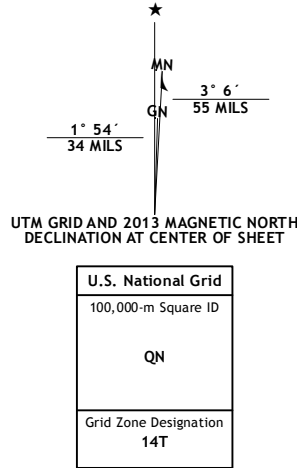 ★
MN
3° 6´
55 MILS
GN
1° 54´
34 MILS
UTM GRID AND 2013 MAGNETIC NORTH
DECLINATION AT CENTER OF SHEET
U.S. National Grid
100,000-m Square ID
QN
Grid Zone Designation
14T